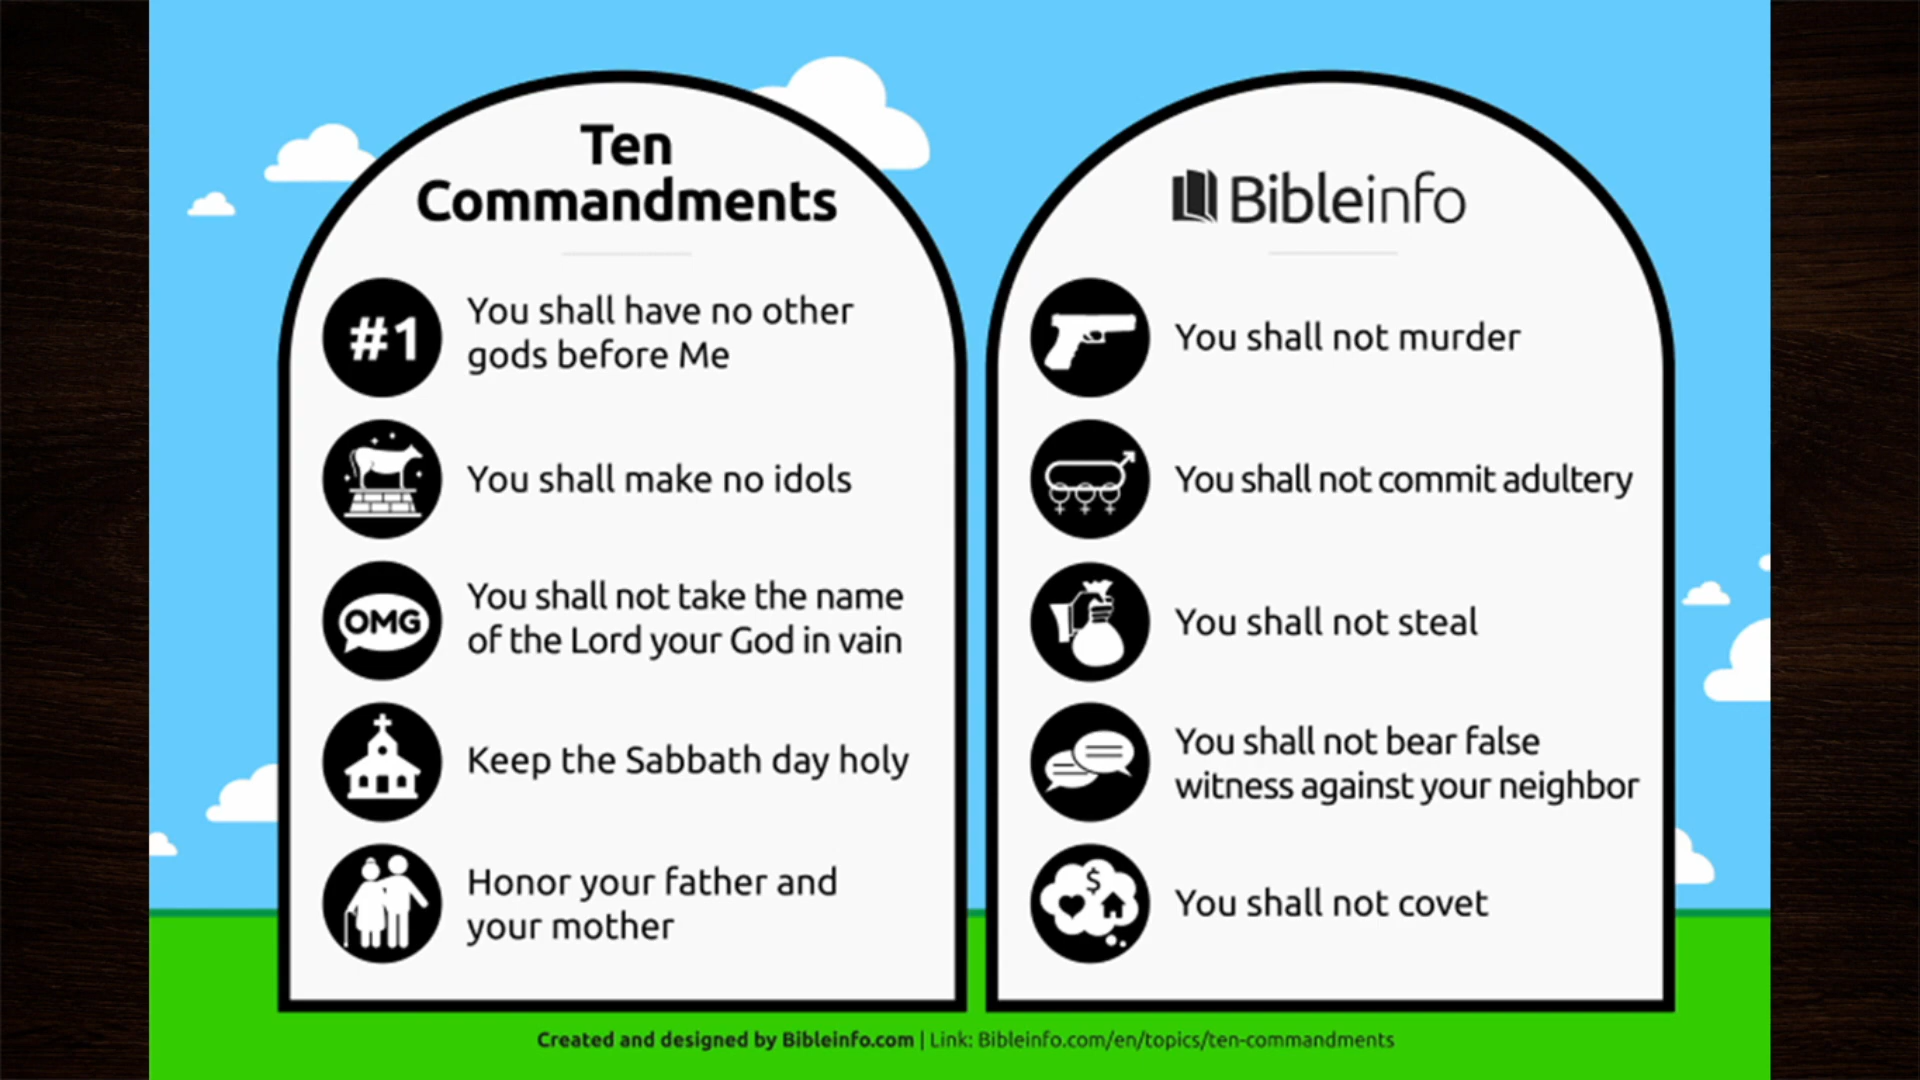 Ten
Commandments
#1
You shall have no other
gods before Me
You shall make no idols
OMG
You shall not take the name
of the Lord your God in vain
Keep the Sabbath day holy
Honor your father and
your mother
Bibleinfo
You shall not murder
You shall not commit adultery
You shall not steal
You shall not bear false
witness against your neighbor
$
You shall not covet
Created and designed by Bibleinfo.com | Link: Bibleinfo.com/en/topics/ten-commandments